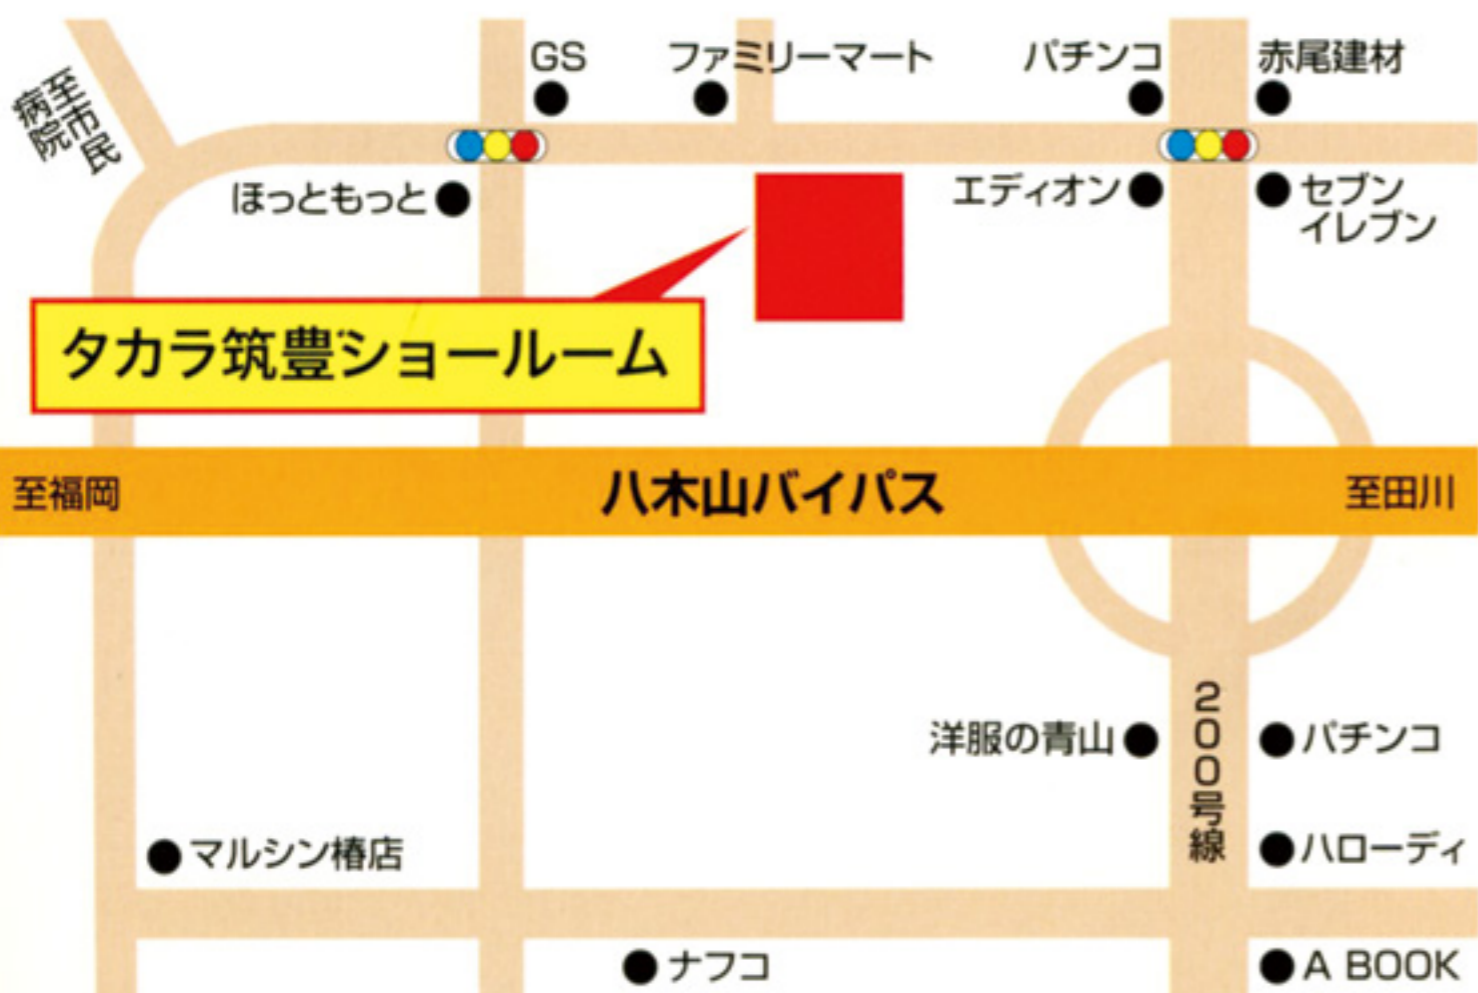 GS
ファミリーマート
パチンコ
赤尾建材
至市民
病院
ほっともっと
エディオン
セブン
イレブン
タカラ筑豊ショールーム
至福岡
八木山バイパス
至田川
200号線
洋服の青山
パチンコ
マルシン椿店
ハローディ
ナフコ
A BOOK